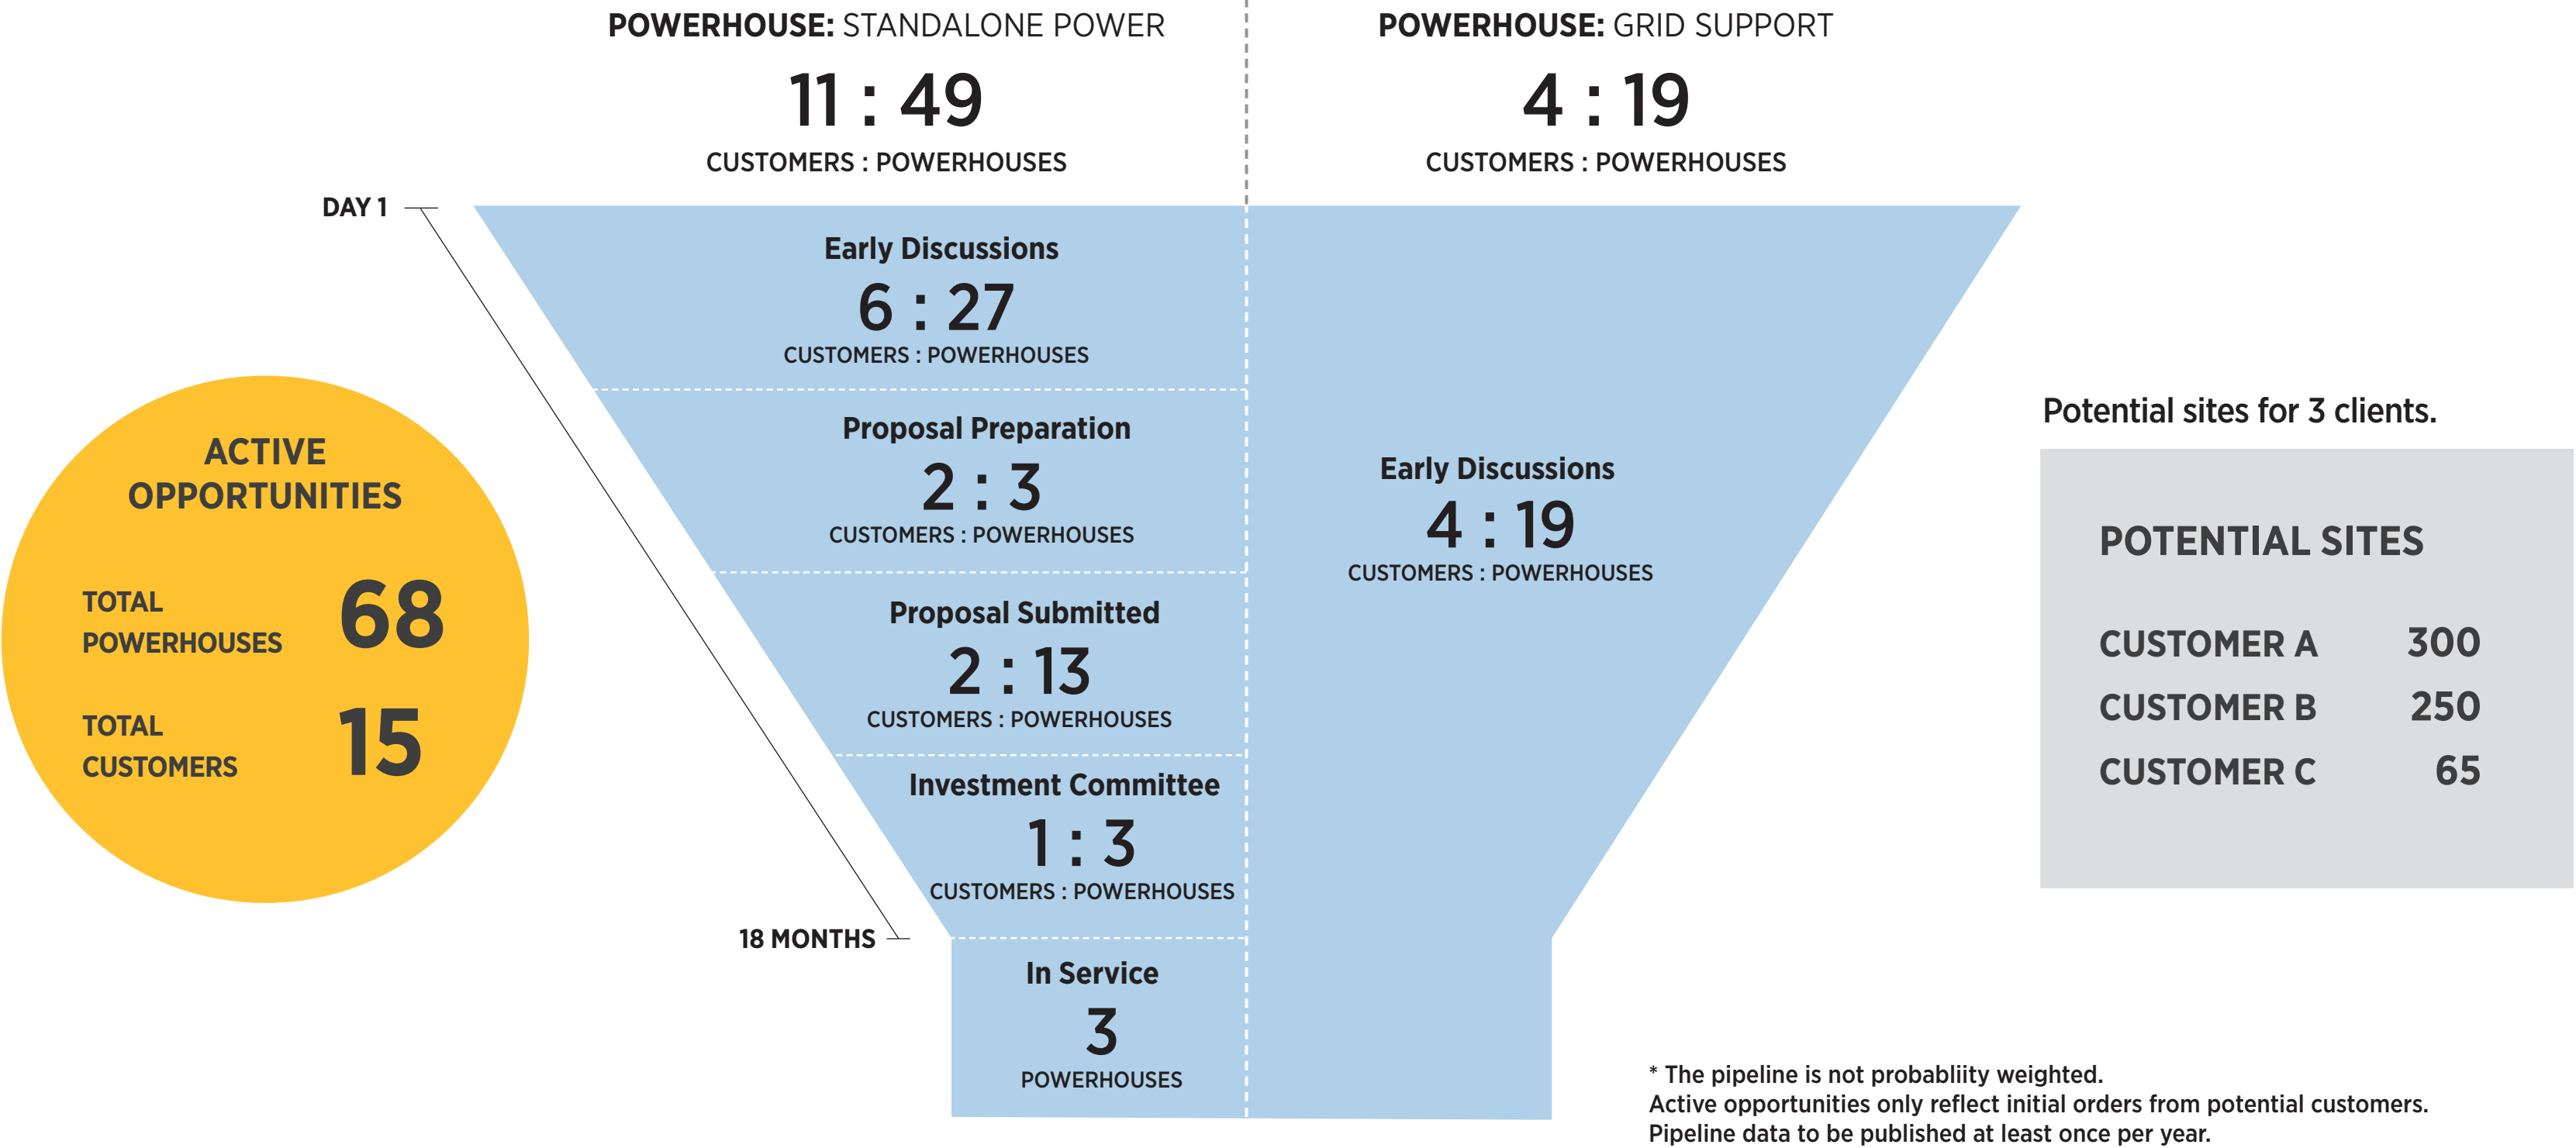 POWERHOUSE: STANDALONE POWER
11 : 49
CUSTOMERS : POWERHOUSES
POWERHOUSE: GRID SUPPORT
4 : 19
CUSTOMERS : POWERHOUSES
DAY 1
18 MONTHS
ACTIVE
OPPORTUNITIES
TOTAL
POWERHOUSES
68
TOTAL
CUSTOMERS
15
Early Discussions
6 : 27
CUSTOMERS : POWERHOUSES
Proposal Preparation
2 : 3
CUSTOMERS : POWERHOUSES
Proposal Submitted
2 : 13
CUSTOMERS : POWERHOUSES
Investment Committee
1 : 3
CUSTOMERS : POWERHOUSES
In Service
3
POWERHOUSES
Early Discussions
4 : 19
CUSTOMERS : POWERHOUSES
Potential sites for 3 clients.
POTENTIAL SITES
CUSTOMER A 300
CUSTOMER B 250
CUSTOMER C 65
* The pipeline is not probabliity weighted.
Active opportunities only reflect initial orders from potential customers.
Pipeline data to be published at least once per year.